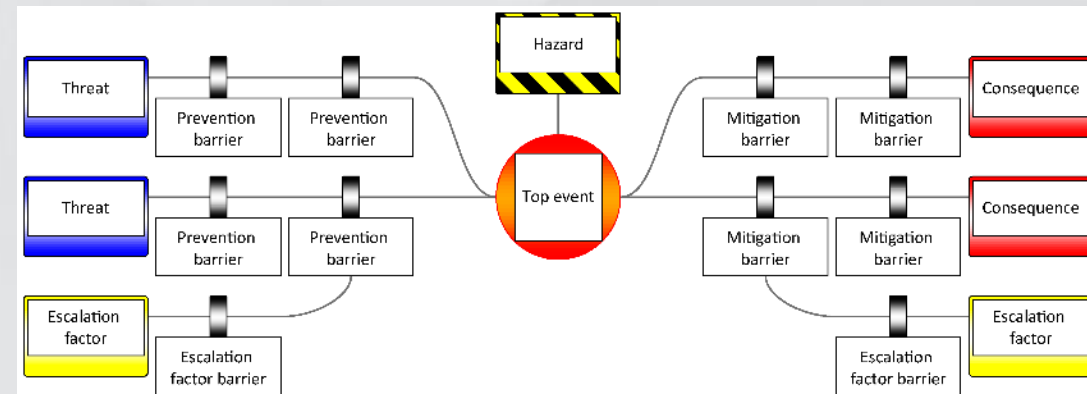 Hazard
Threat
Prevention
barrier
Prevention
barrier
Mitigation
barrier
Mitigation
barrier
Consequence
Top event
Threat
Prevention
barrier
Prevention
barrier
Mitigation
barrier
Mitigation
barrier
Consequence
Escalation
factor
Escalation
factor barrier
Escalation
factor barrier
Escalation
factor